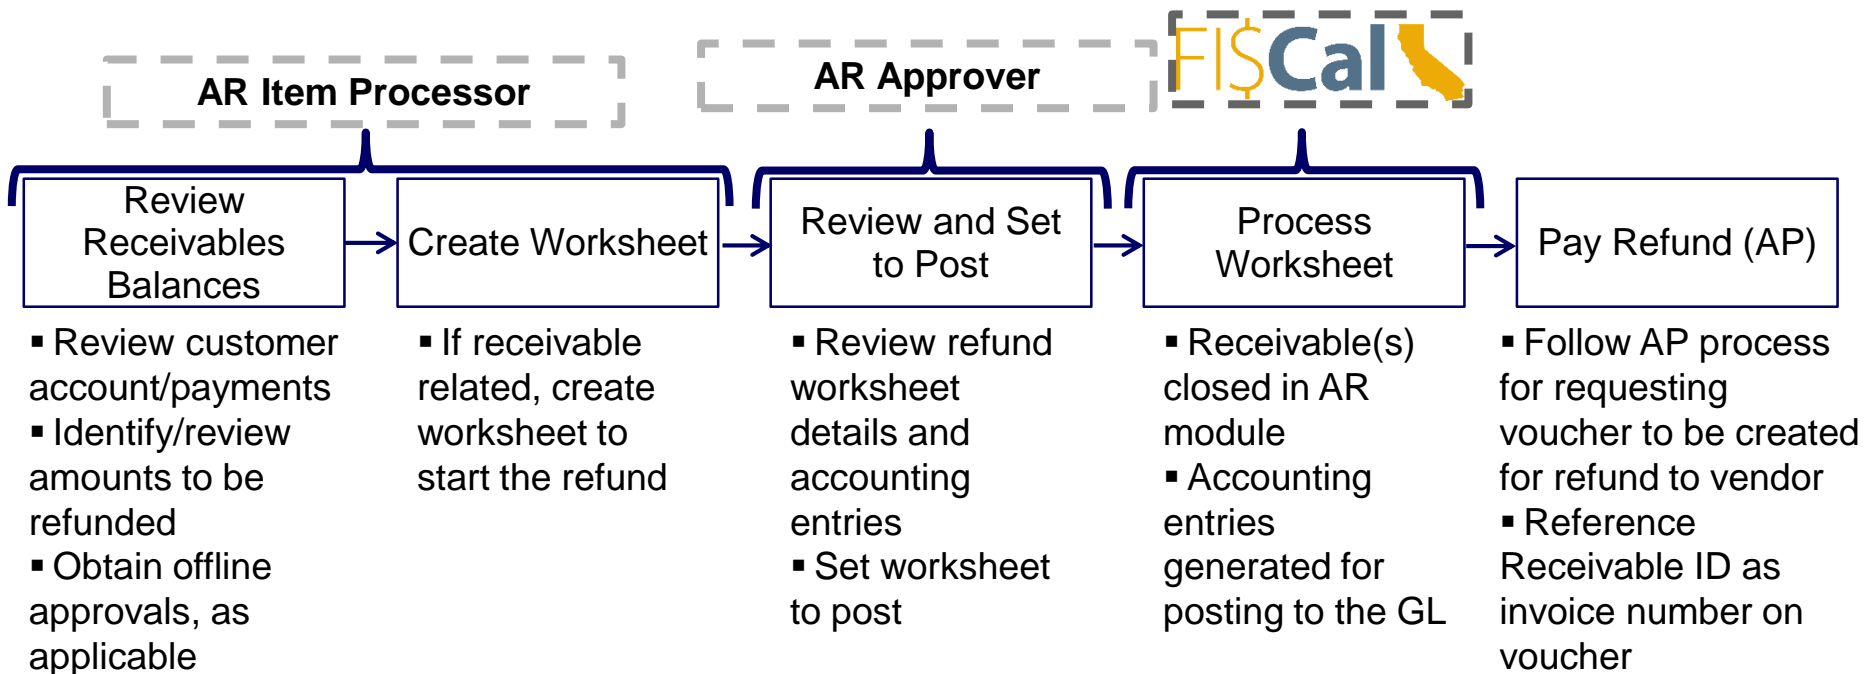 AR Item Processor
AR Approver
FI$Cal
Review
Receivables
Balances
Create Worksheet
Review and Set
to Post
Process
Worksheet
Pay Refund (AP)
▪ Review customer
account/payments
▪ Identify/review
amounts to be
refunded
▪ Obtain offline
approvals, as
applicable
▪ If receivable
related, create
worksheet to
start the refund
▪ Review refund
worksheet
details and
accounting
entries
▪ Set worksheet
to post
▪ Receivable(s)
closed in AR
module
▪ Accounting
entries
generated for
posting to the GL
▪ Follow AP process
for requesting
voucher to be created
for refund to vendor
▪ Reference
Receivable ID as
invoice number on
voucher